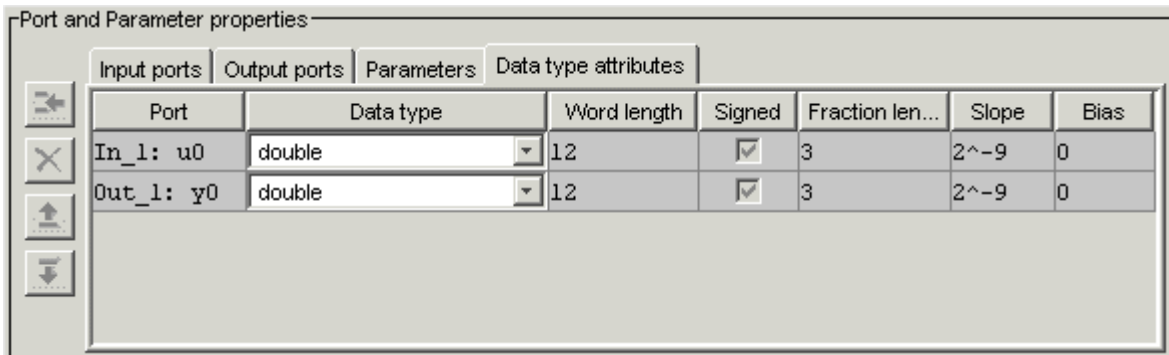 Port and Parameter properties
Input ports Output ports Parameters Data type attributes
Port Data type Word length Signed Fraction len... Slope Bias
In_1: u0 double 12 3 2^-9 0
Out_1: y0 double 12 3 2^-9 0